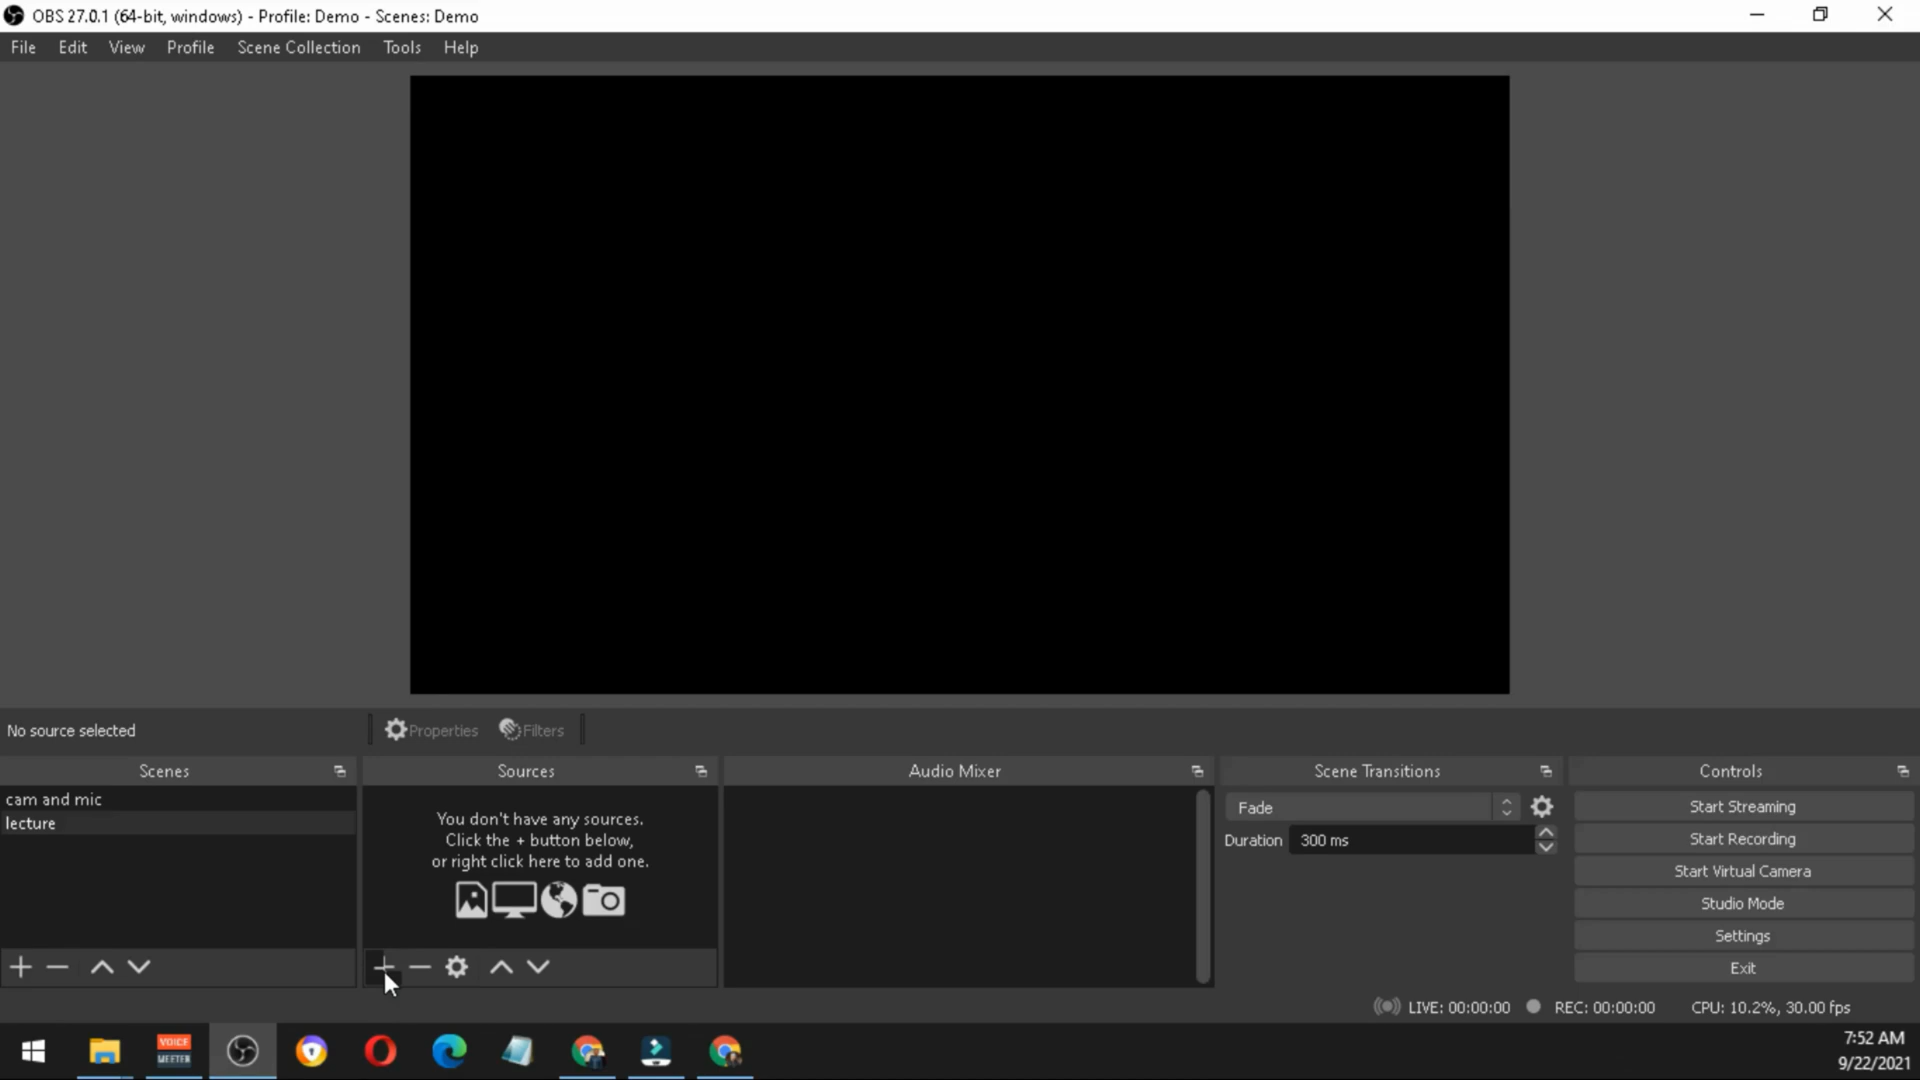 OBS 27.0.1 (64-bit, windows) - Profile: Demo - Scenes: Demo
File Edit View Profile Scene Collection Tools Help
No source selected Properties Filters
Scenes Sources Audio Mixer Scene Transitions Controls
cam and mic
lecture
You don't have any sources.
Click the + button below,
or right click here to add one.
Fade
Duration 300 ms
Start Streaming
Start Recording
Start Virtual Camera
Studio Mode
Settings
Exit
LIVE: 00:00:00 REC: 00:00:00 CPU: 10.2%, 30.00 fps
VOICE
MEETER
7:52 AM
9/22/2021